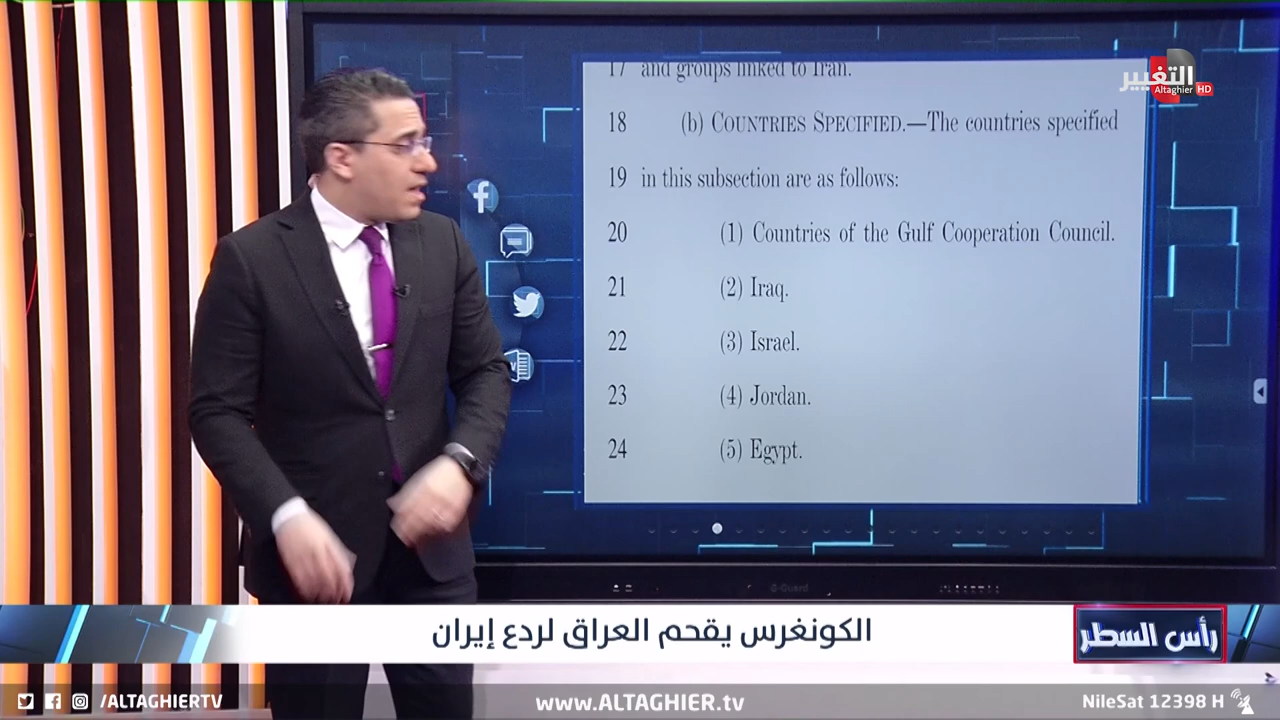 17 and groups linked to Iran.
18 (b) COUNTRIES SPECIFIED.—The countries specified
19 in this subsection are as follows:
20 (1) Countries of the Gulf Cooperation Council.
21 (2) Iraq.
22 (3) Israel.
23 (4) Jordan.
24 (5) Egypt.
التغيير
Altaghier HD
الكونغرس يقحم العراق لردع إيران
رأس السطر
/ALTAGHIERTV
www.ALTAGHIER.tv
NileSat 12398 H